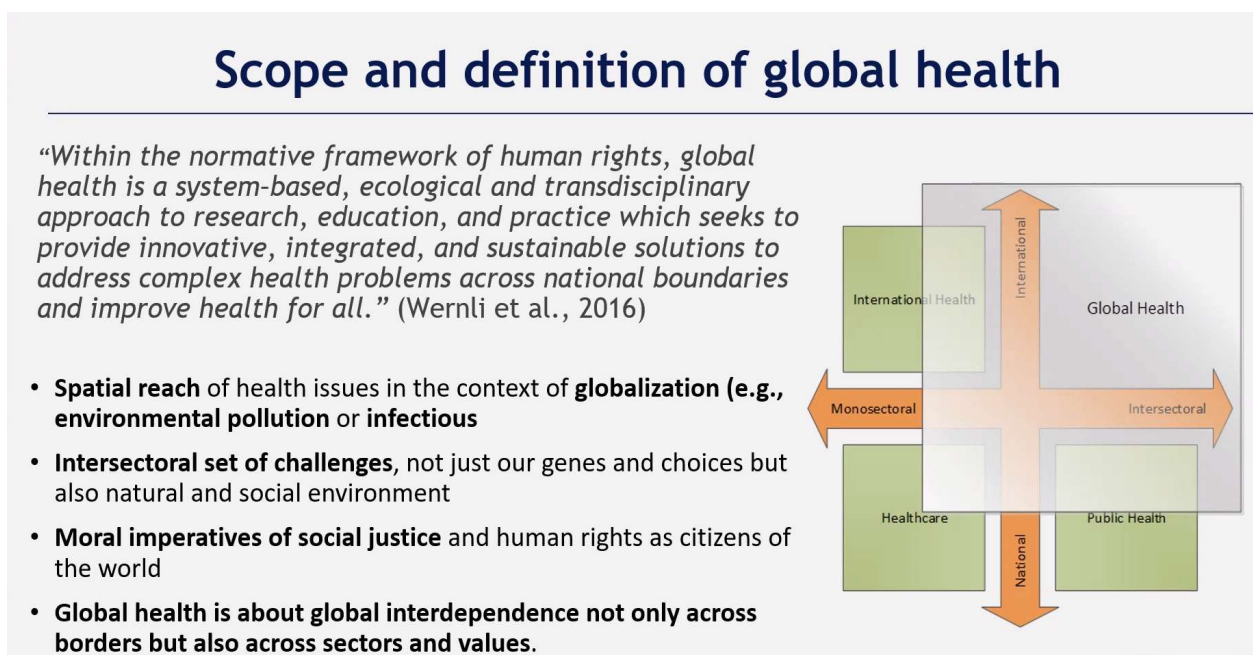 Scope and definition of global health
“Within the normative framework of human rights, global
health is a system-based, ecological and transdisciplinary
approach to research, education, and practice which seeks to
provide innovative, integrated, and sustainable solutions to
address complex health problems across national boundaries
and improve health for all.” (Wernli et al., 2016)
• Spatial reach of health issues in the context of globalization (e.g.,
environmental pollution or infectious
• Intersectoral set of challenges, not just our genes and choices but
also natural and social environment
• Moral imperatives of social justice and human rights as citizens of
the world
• Global health is about global interdependence not only across
borders but also across sectors and values.
International
International Health
Global Health
Monosectoral
Intersectoral
Healthcare
Public Health
National